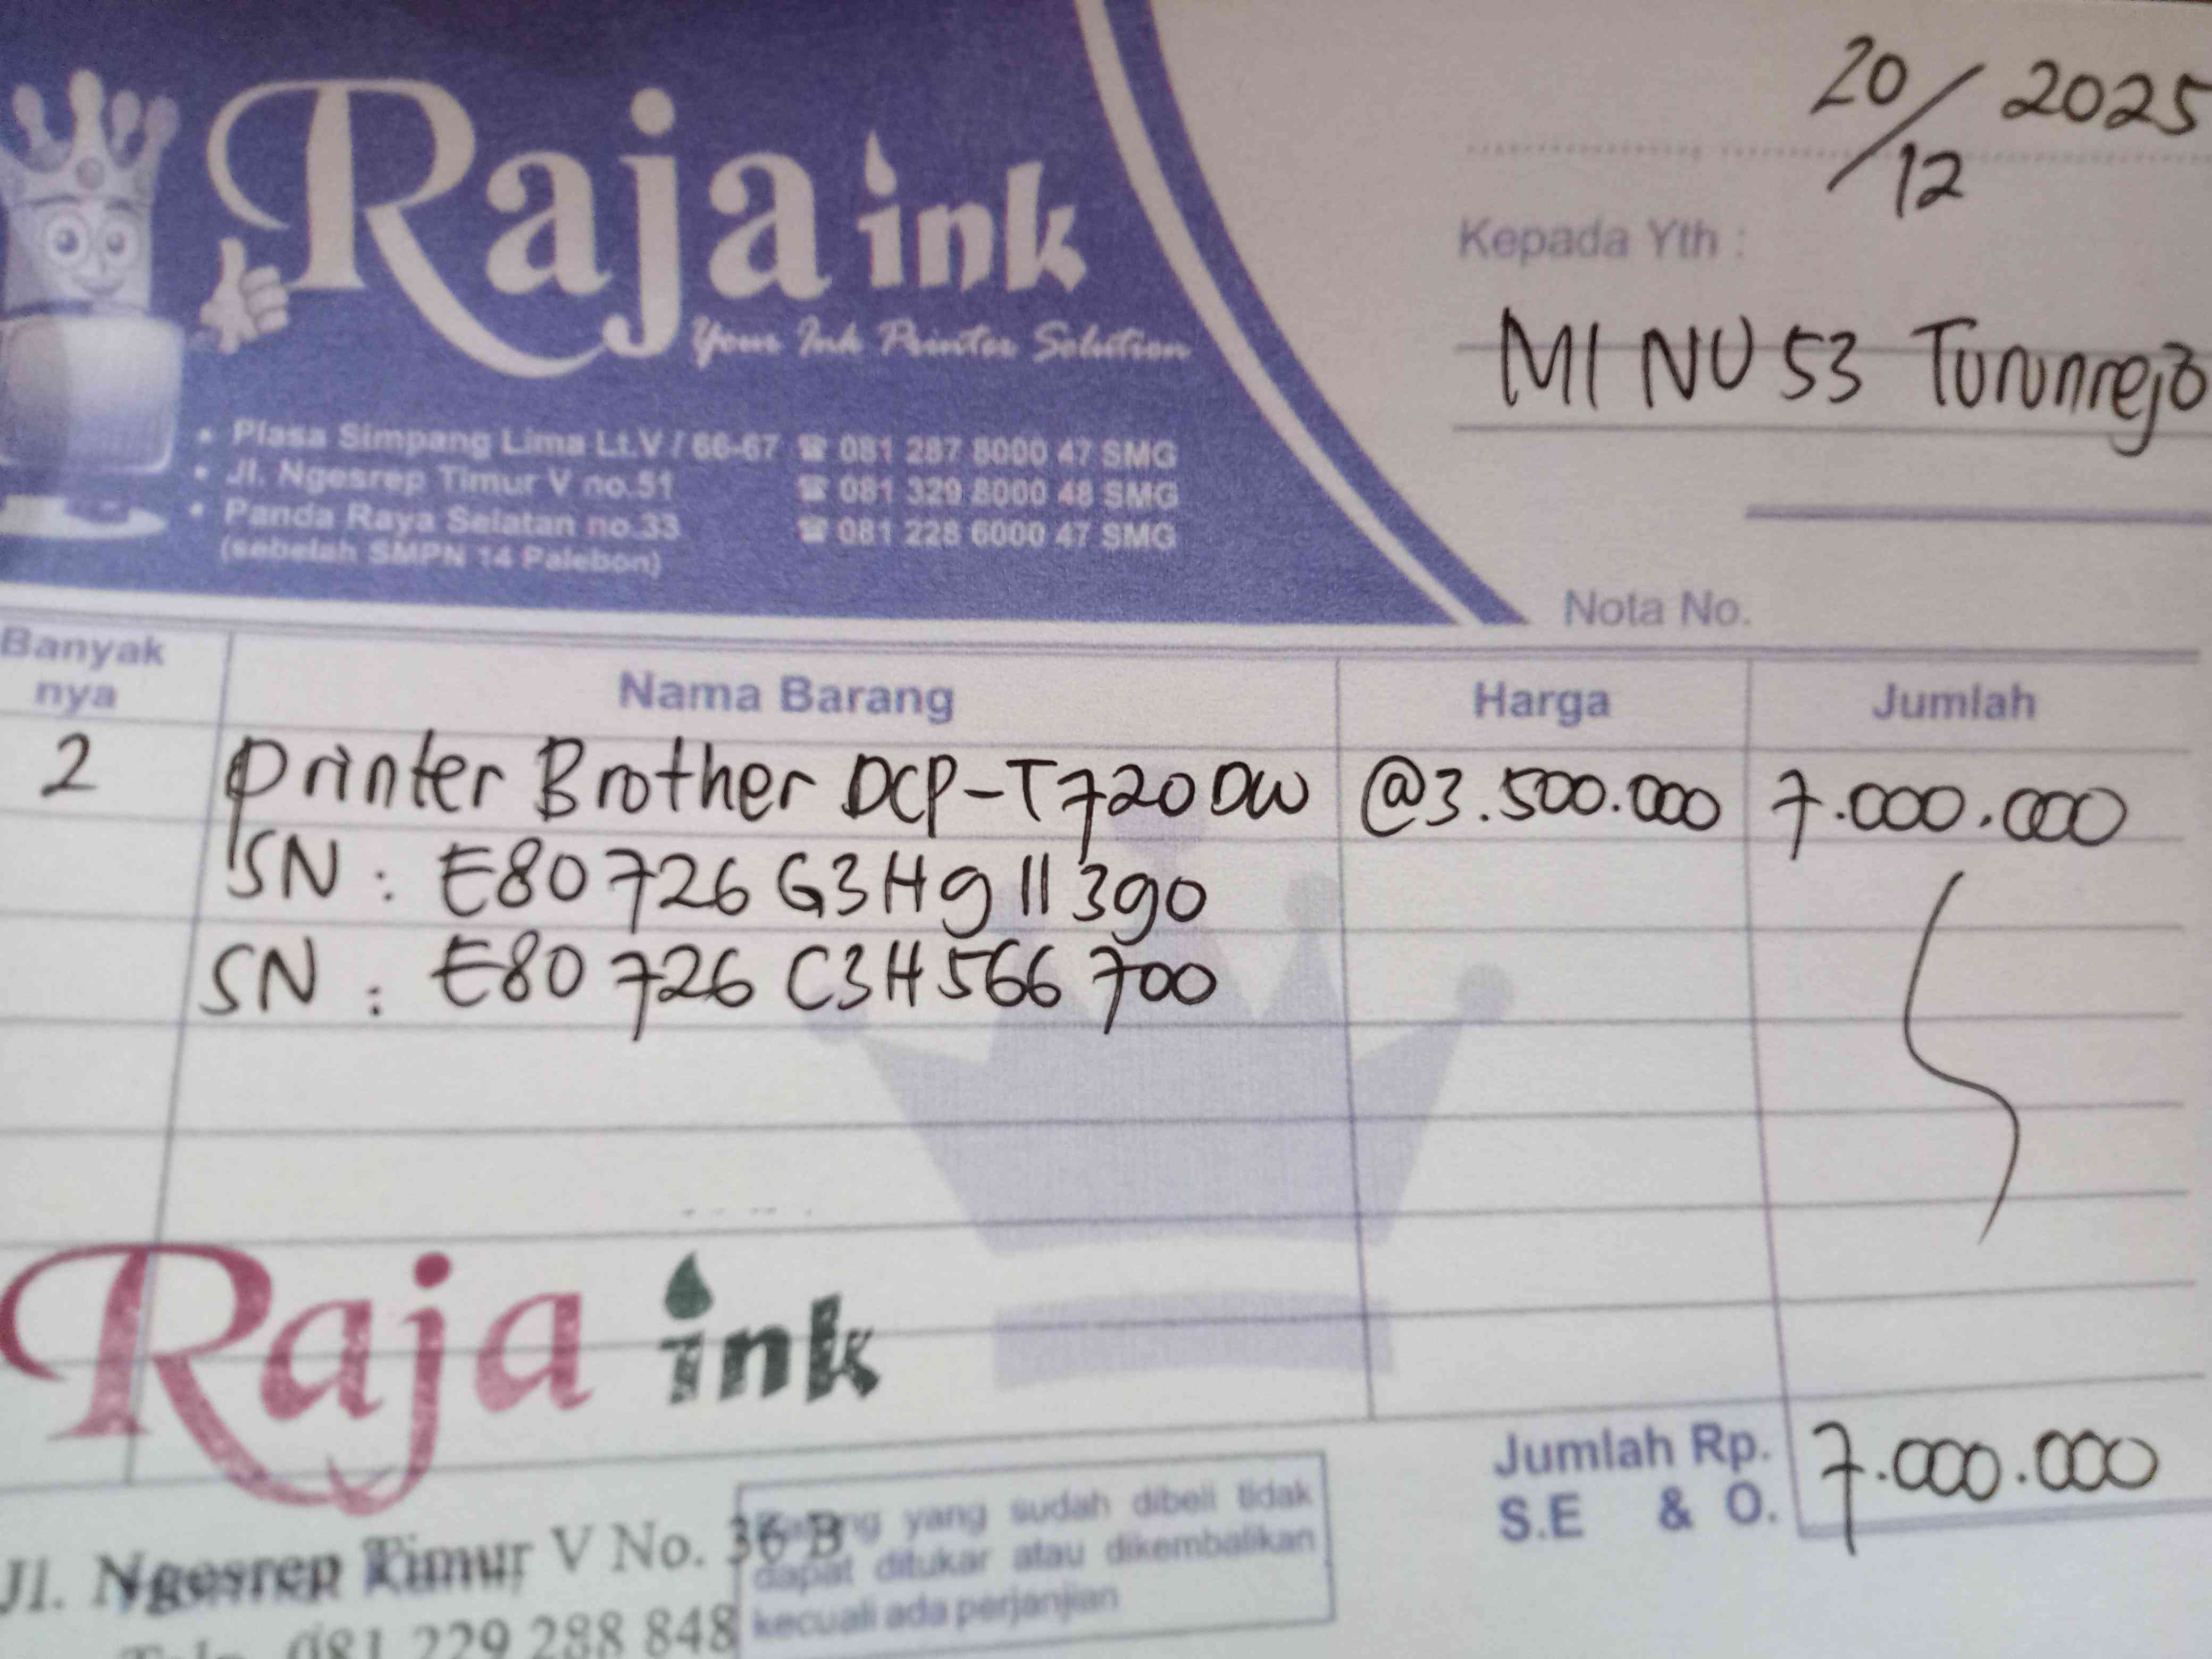 Raja ink
Your Ink Printer Solution
• Plasa Simpang Lima Lt.V / 66-67 ☎ 081 287 8000 47 SMG
• Jl. Ngesrep Timur V no.51 ☎ 081 329 8000 48 SMG
• Panda Raya Selatan no.33 ☎ 081 228 6000 47 SMG
(sebelah SMPN 14 Palebon)
20/12 2025
Kepada Yth :
MI NU 53 Turunrejo
Nota No.
Banyak nya Nama Barang Harga Jumlah
2 Printer Brother DCP-T720DW @3.500.000 7.000.000
SN : E80726G3H911390
SN : E80726C3H566700
Raja ink
Jumlah Rp. 7.000.000
S.E & O.
Jl. Ngesrep Timur V No. 36 B
Telp. 081 229 288 848
Barang yang sudah dibeli tidak
dapat ditukar atau dikembalikan
kecuali ada perjanjian